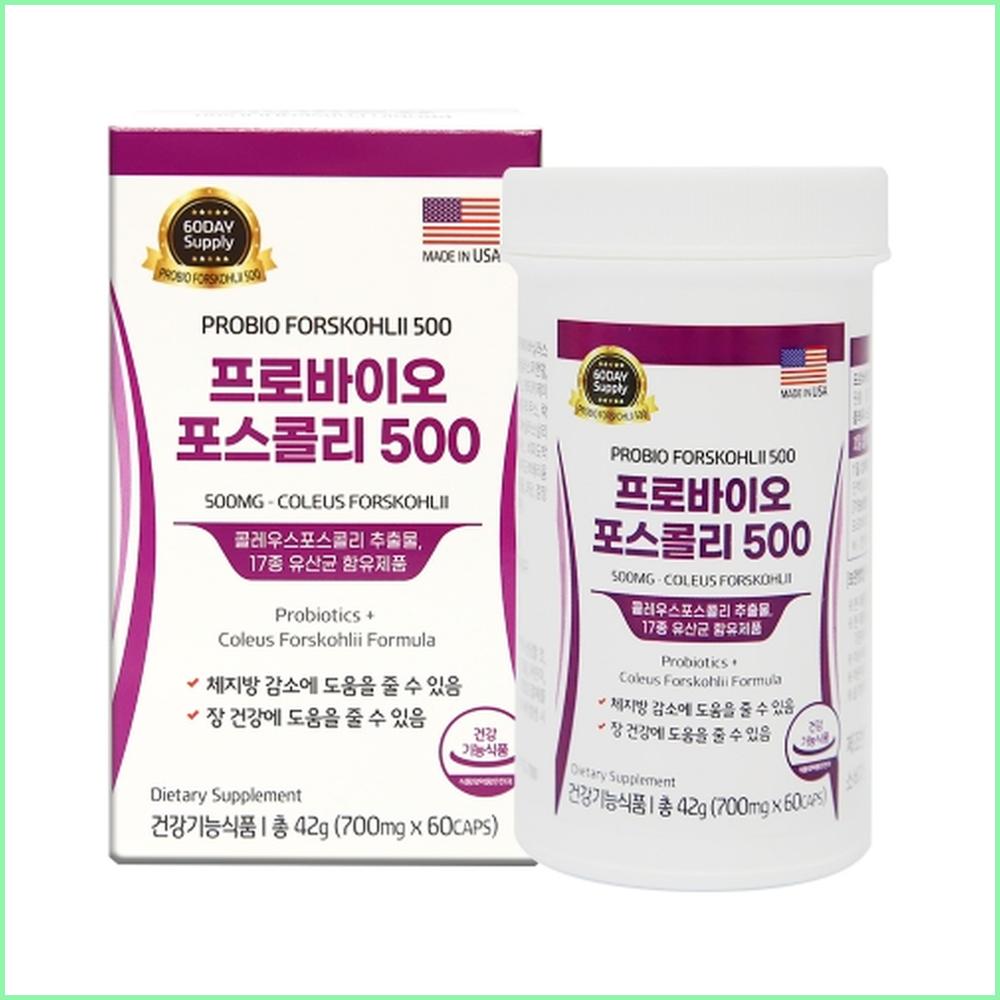 60DAY
Supply
PROBIO FORSKOHLII 500
MADE IN USA
PROBIO FORSKOHLII 500
프로바이오
포스콜리 500
500MG - COLEUS FORSKOHLII
콜레우스포스콜리 추출물,
17종 유산균 함유제품
Probiotics +
Coleus Forskohlii Formula
체지방 감소에 도움을 줄 수 있음
장 건강에 도움을 줄 수 있음
건강
기능식품
Dietary Supplement
건강기능식품 | 총 42g (700mg x 60CAPS)
60DAY
Supply
PROBIO FORSKOHLII 500
MADE IN USA
PROBIO FORSKOHLII 500
프로바이오
포스콜리 500
500MG - COLEUS FORSKOHLII
콜레우스포스콜리 추출물,
17종 유산균 함유제품
Probiotics +
Coleus Forskohlii Formula
체지방 감소에 도움을 줄 수 있음
장 건강에 도움을 줄 수 있음
건강
기능식품
Dietary Supplement
건강기능식품 | 총 42g (700mg x 60CAPS)